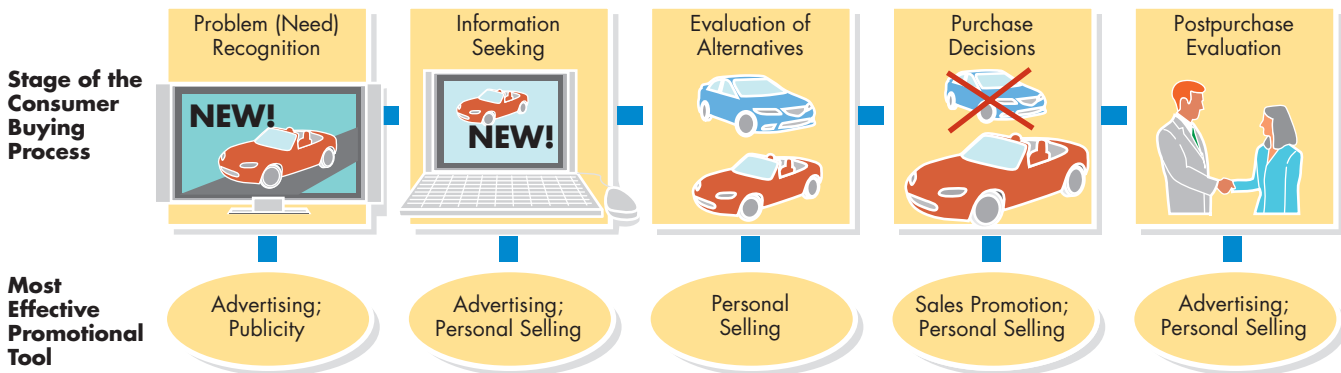 Problem (Need)
Recognition
Information
Seeking
Evaluation of
Alternatives
Purchase
Decisions
Postpurchase
Evaluation
Stage of the
Consumer
Buying
Process
NEW!
NEW!
Most
Effective
Promotional
Tool
Advertising;
Publicity
Advertising;
Personal Selling
Personal
Selling
Sales Promotion;
Personal Selling
Advertising;
Personal Selling